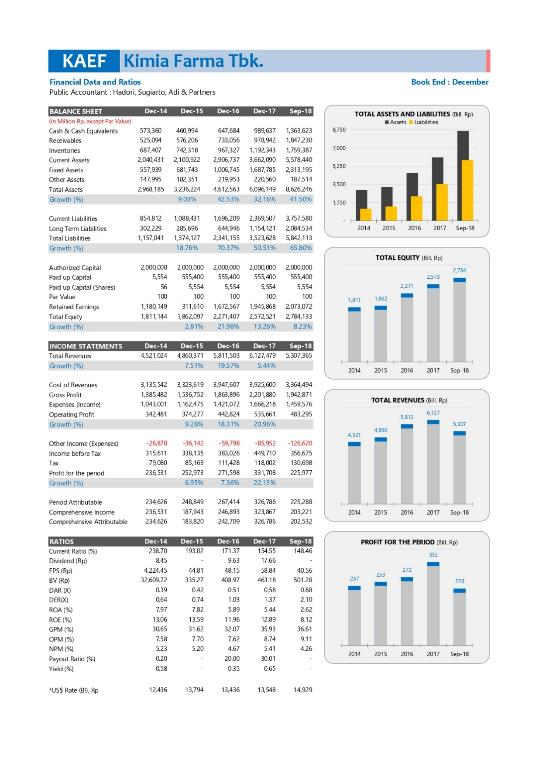 KAEF Kimia Farma Tbk.
Financial Data and Ratios Book End : December
Public Accountant : Hadori, Sugiarto, Adi & Partners
BALANCE SHEET Dec-14 Dec-15 Dec-16 Dec-17 Sep-18
(in Million Rp, except Par Value)
Cash & Cash Equivalents 573,360 460,994 647,684 989,637 1,363,623
Receivables 525,094 576,206 733,056 978,942 1,847,230
Inventories 687,407 742,318 967,327 1,192,343 1,759,387
Current Assets 2,040,431 2,100,922 2,906,737 3,662,090 5,578,440
Fixed Assets 557,939 681,743 1,006,745 1,687,785 2,313,195
Other Assets 147,995 102,351 219,953 220,560 187,514
Total Assets 2,968,185 3,236,224 4,612,563 6,096,149 8,626,246
Growth (%) 9.03% 42.53% 32.16% 41.50%
Current Liabilities 854,812 1,088,431 1,696,209 2,369,507 3,757,580
Long Term Liabilities 302,229 285,696 644,946 1,154,121 2,084,534
Total Liabilities 1,157,041 1,374,127 2,341,155 3,523,628 5,842,113
Growth (%) 18.76% 70.37% 50.51% 65.80%
Authorized Capital 2,000,000 2,000,000 2,000,000 2,000,000 2,000,000
Paid up Capital 5,554 555,400 555,400 555,400 555,400
Paid up Capital (Shares) 56 5,554 5,554 5,554 5,554
Par Value 100 100 100 100 100
Retained Earnings 1,180,149 311,610 1,672,567 1,945,868 2,073,072
Total Equity 1,811,144 1,862,097 2,271,407 2,572,521 2,784,133
Growth (%) 2.81% 21.98% 13.26% 8.23%
INCOME STATEMENTS Dec-14 Dec-15 Dec-16 Dec-17 Sep-18
Total Revenues 4,521,024 4,860,371 5,811,503 6,127,479 5,307,365
Growth (%) 7.51% 19.57% 5.44%
Cost of Revenues 3,135,542 3,323,619 3,947,607 3,925,600 3,364,494
Gross Profit 1,385,482 1,536,752 1,863,896 2,201,880 1,942,871
Expenses (Income) 1,043,001 1,162,475 1,421,072 1,666,218 1,459,576
Operating Profit 342,481 374,277 442,824 535,661 483,295
Growth (%) 9.28% 18.31% 20.96%
Other Income (Expenses) -26,870 -36,142 -59,798 -85,952 -126,620
Income before Tax 315,611 338,135 383,026 449,710 356,675
Tax 79,080 85,163 111,428 118,002 130,698
Profit for the period 236,531 252,973 271,598 331,708 225,977
Growth (%) 6.95% 7.36% 22.13%
Period Attributable 234,626 248,849 267,414 326,786 225,288
Comprehensive Income 236,531 187,943 246,893 323,867 203,221
Comprehensive Attributable 234,626 183,820 242,709 326,786 202,532
RATIOS Dec-14 Dec-15 Dec-16 Dec-17 Sep-18
Current Ratio (%) 238.70 193.02 171.37 154.55 148.46
Dividend (Rp) 8.45 - 9.63 17.66 -
EPS (Rp) 4,224.45 44.81 48.15 58.84 40.56
BV (Rp) 32,609.72 335.27 408.97 463.18 501.28
DAR (X) 0.39 0.42 0.51 0.58 0.68
DER(X) 0.64 0.74 1.03 1.37 2.10
ROA (%) 7.97 7.82 5.89 5.44 2.62
ROE (%) 13.06 13.59 11.96 12.89 8.12
GPM (%) 30.65 31.62 32.07 35.93 36.61
OPM (%) 7.58 7.70 7.62 8.74 9.11
NPM (%) 5.23 5.20 4.67 5.41 4.26
Payout Ratio (%) 0.20 - 20.00 30.01 -
Yield (%) 0.58 - 0.35 0.65 -
*US$ Rate (BI), Rp 12,436 13,794 13,436 13,548 14,929
TOTAL ASSETS AND LIABILITIES (Bill. Rp)
Assets Liabilities
8,750
7,000
5,250
3,500
1,750
-
2014 2015 2016 2017 Sep-18
TOTAL EQUITY (Bill. Rp)
1,811 1,862 2,271 2,573 2,784
2014 2015 2016 2017 Sep-18
TOTAL REVENUES (Bill. Rp)
4,521 4,860 5,812 6,127 5,307
2014 2015 2016 2017 Sep-18
PROFIT FOR THE PERIOD (Bill. Rp)
237 253 272 332 226
2014 2015 2016 2017 Sep-18